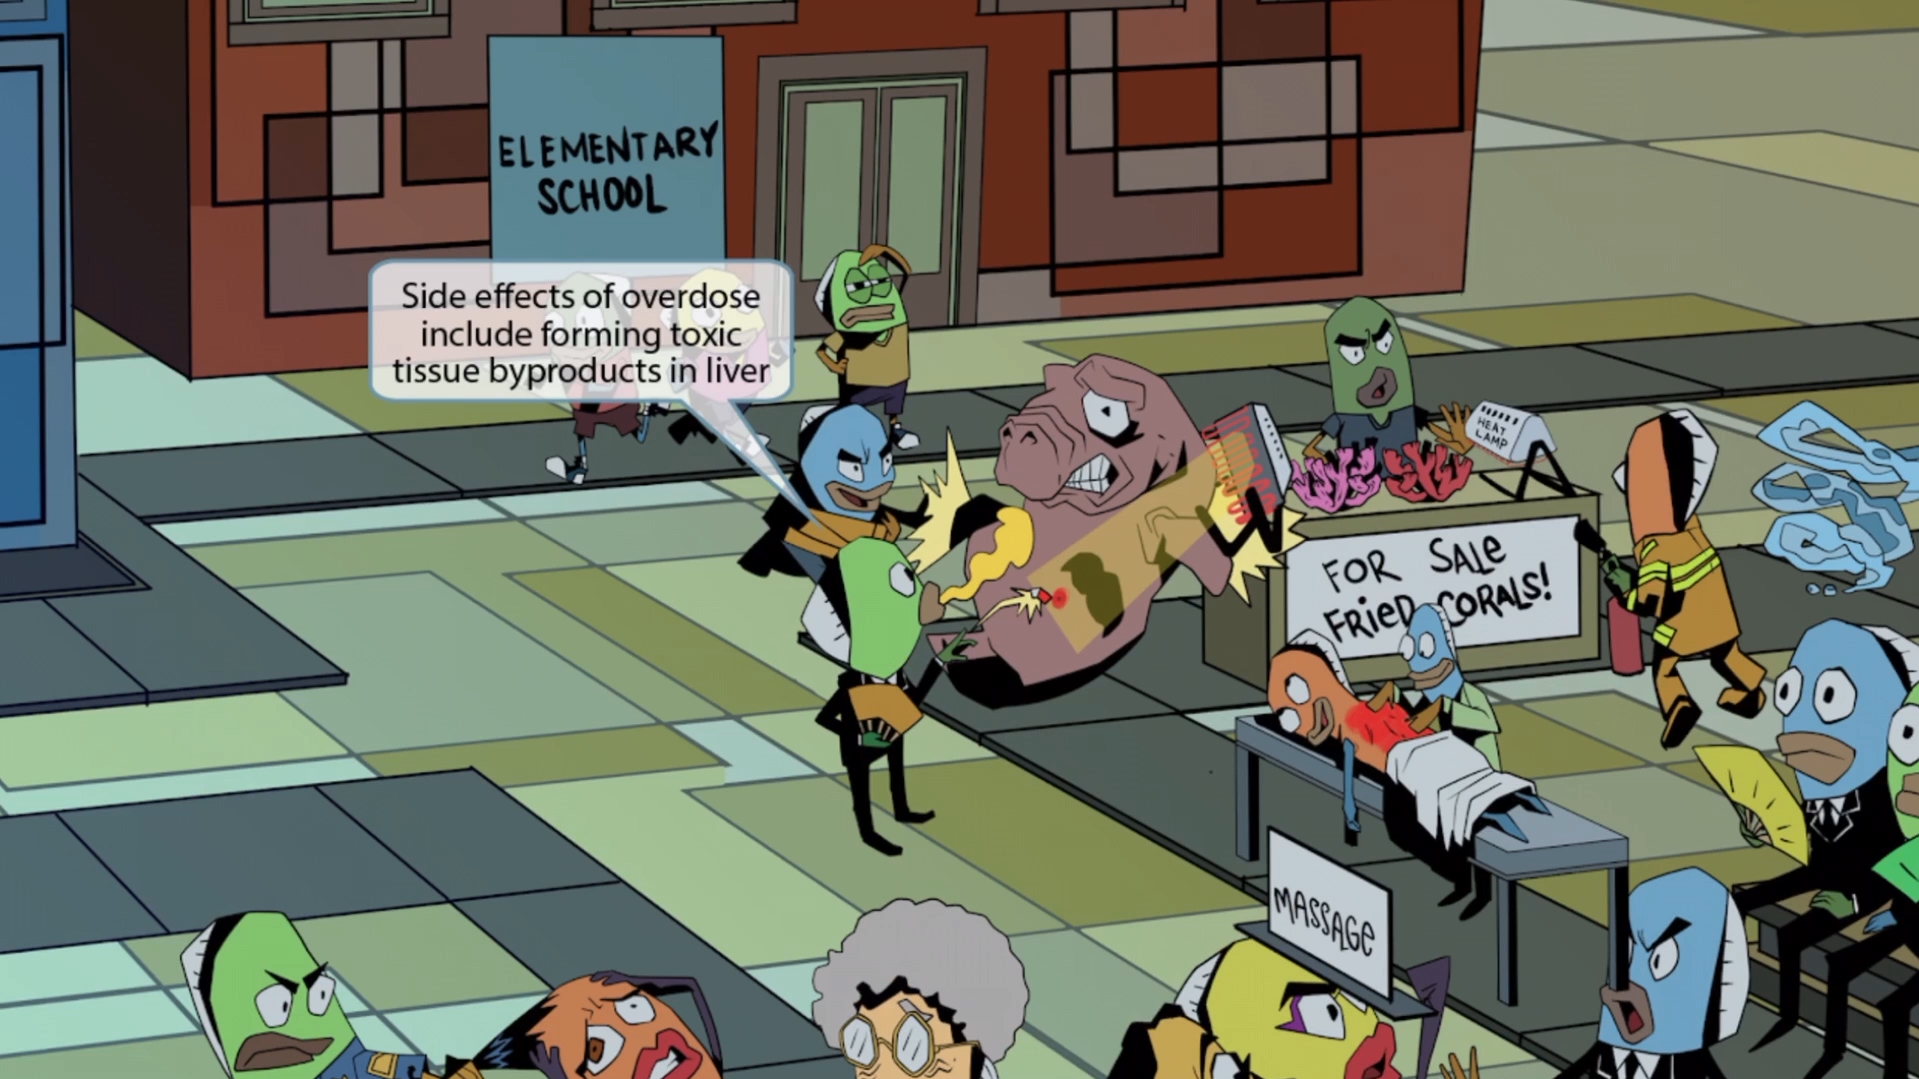 ELEMENTARY
SCHOOL
Side effects of overdose
include forming toxic
tissue byproducts in liver
HEAT
LAMP
FOR SALE
FRieD CORALS!
MASSAGE